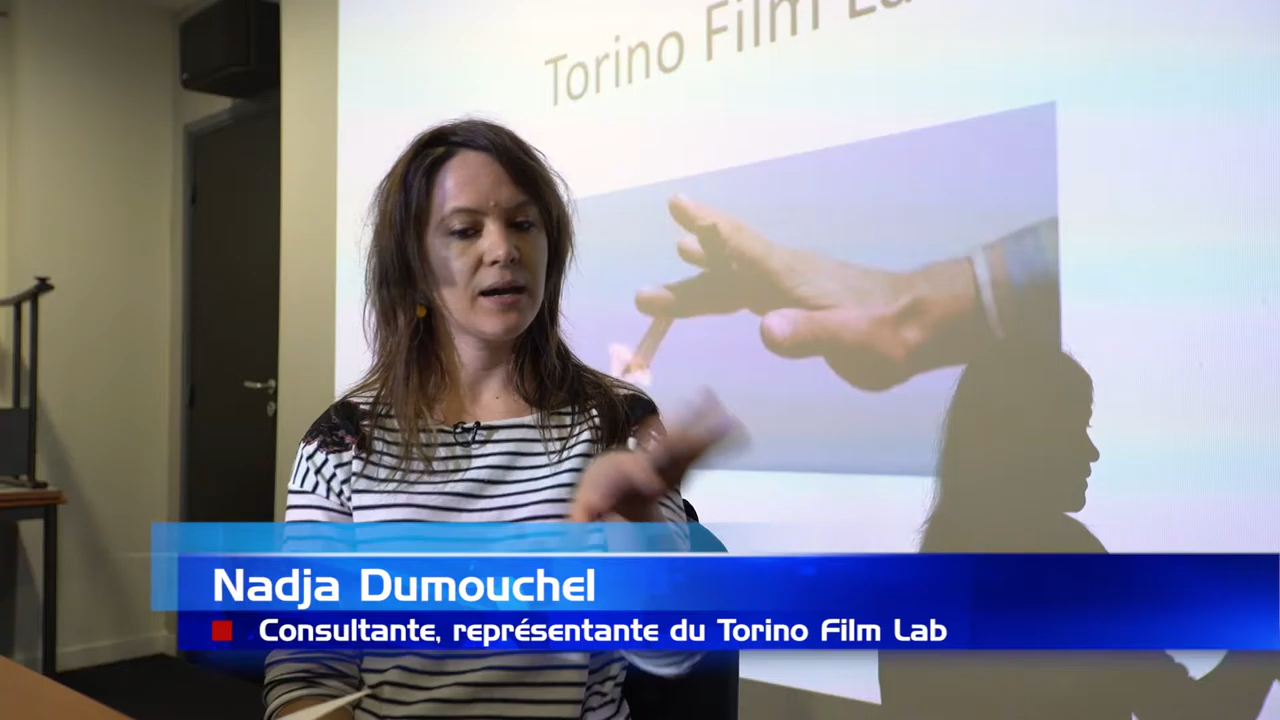 Torino Film La
Nadja Dumouchel
Consultante, représentante du Torino Film Lab